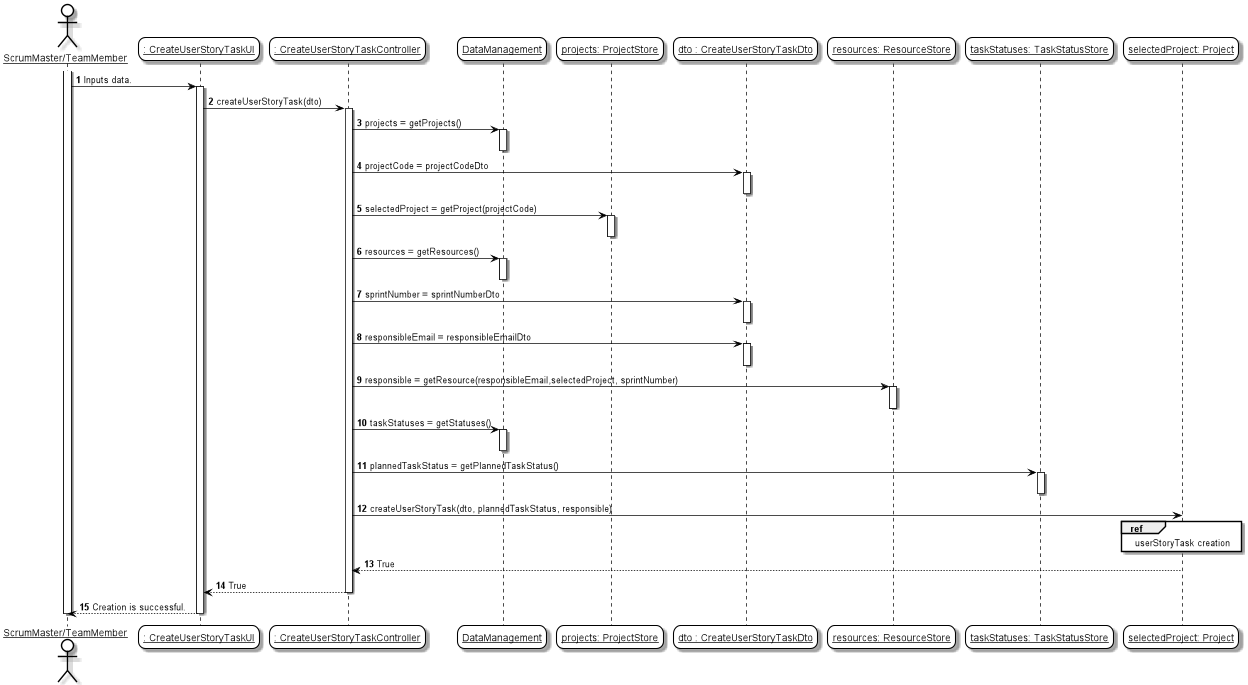 ScrumMaster/TeamMember
: CreateUserStoryTaskUI
: CreateUserStoryTaskController
DataManagement
projects: ProjectStore
dto : CreateUserStoryTaskDto
resources: ResourceStore
taskStatuses: TaskStatusStore
selectedProject: Project
1 Inputs data.
2 createUserStoryTask(dto)
3 projects = getProjects()
4 projectCode = projectCodeDto
5 selectedProject = getProject(projectCode)
6 resources = getResources()
7 sprintNumber = sprintNumberDto
8 responsibleEmail = responsibleEmailDto
9 responsible = getResource(responsibleEmail,selectedProject, sprintNumber)
10 taskStatuses = getStatuses()
11 plannedTaskStatus = getPlannedTaskStatus()
12 createUserStoryTask(dto, plannedTaskStatus, responsible)
ref
userStoryTask creation
13 True
14 True
15 Creation is successful.
ScrumMaster/TeamMember
: CreateUserStoryTaskUI
: CreateUserStoryTaskController
DataManagement
projects: ProjectStore
dto : CreateUserStoryTaskDto
resources: ResourceStore
taskStatuses: TaskStatusStore
selectedProject: Project